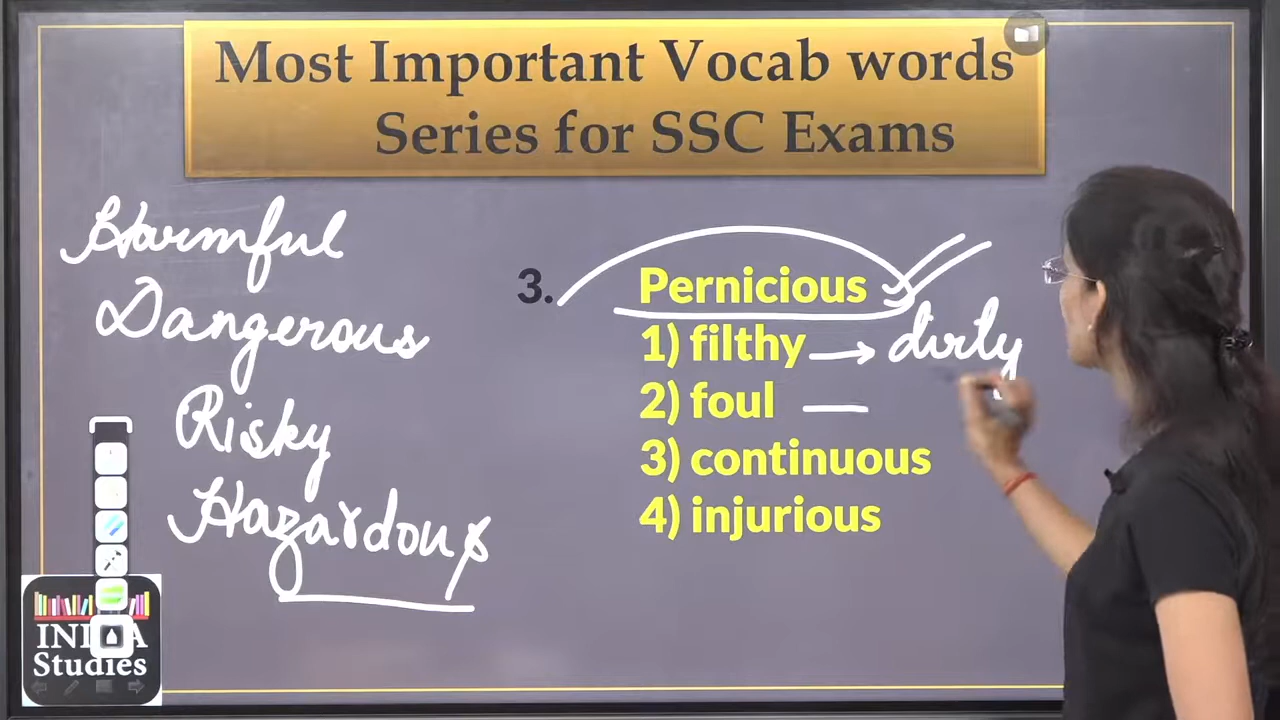 Most Important Vocab words
Series for SSC Exams
Harmful
Dangerous
Risky
Hazardous
3. Pernicious
1) filthy → dirty
2) foul —
3) continuous
4) injurious
INDIA
Studies